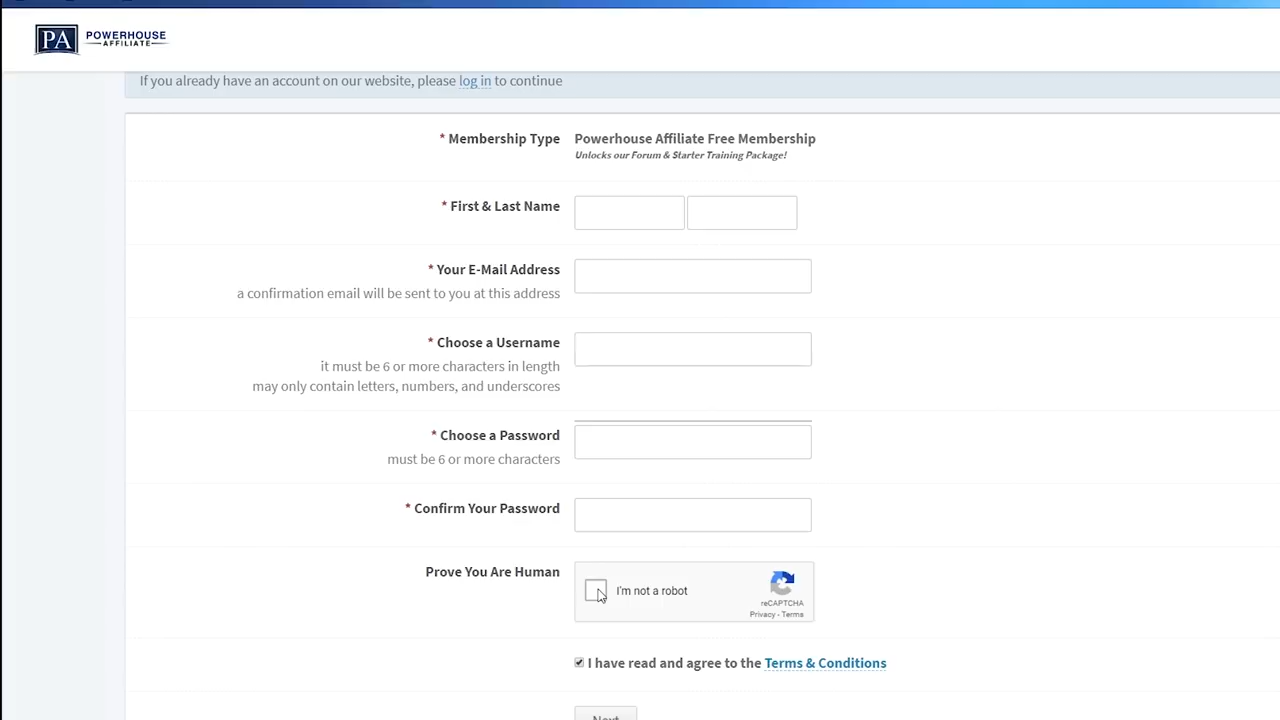 PA POWERHOUSE
AFFILIATE
If you already have an account on our website, please log in to continue
* Membership Type Powerhouse Affiliate Free Membership
Unlocks our Forum & Starter Training Package!
* First & Last Name
* Your E-Mail Address
a confirmation email will be sent to you at this address
* Choose a Username
it must be 6 or more characters in length
may only contain letters, numbers, and underscores
* Choose a Password
must be 6 or more characters
* Confirm Your Password
Prove You Are Human
I'm not a robot
reCAPTCHA
Privacy - Terms
I have read and agree to the Terms & Conditions
Next